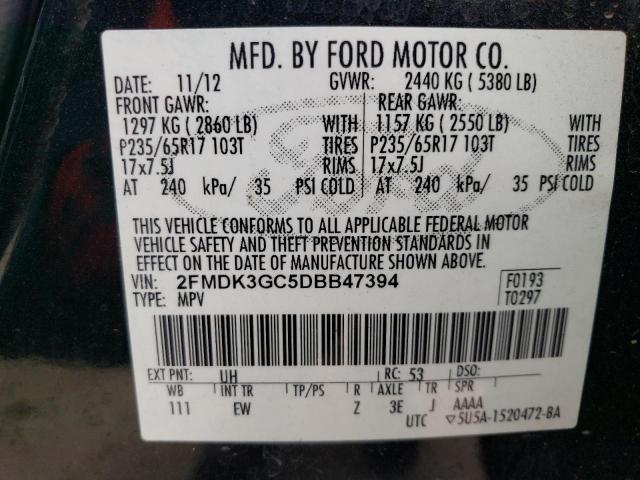 MFD. BY FORD MOTOR CO.
DATE: 11/12 GVWR: 2440 KG ( 5380 LB)
FRONT GAWR: REAR GAWR:
1297 KG ( 2860 LB) 1157 KG ( 2550 LB)
P235/65R17 103T TIRES P235/65R17 103T TIRES
17x7.5J RIMS 17x7.5J RIMS
AT 240 kPa/ 35 PSI COLD AT 240 kPa/ 35 PSI COLD
Ford
THIS VEHICLE CONFORMS TO ALL APPLICABLE FEDERAL MOTOR
VEHICLE SAFETY AND THEFT PREVENTION STANDARDS IN
EFFECT ON THE DATE OF MANUFACTURE SHOWN ABOVE.
VIN: 2FMDK3GC5DBB47394 F0193
TYPE: MPV T0297
EXT PNT: UH RC: 53 DSO:
WB INT TR TP/PS R AXLE TR SPR
111 EW Z 3E J AAAA
UTC ▽5U5A-1520472-BA